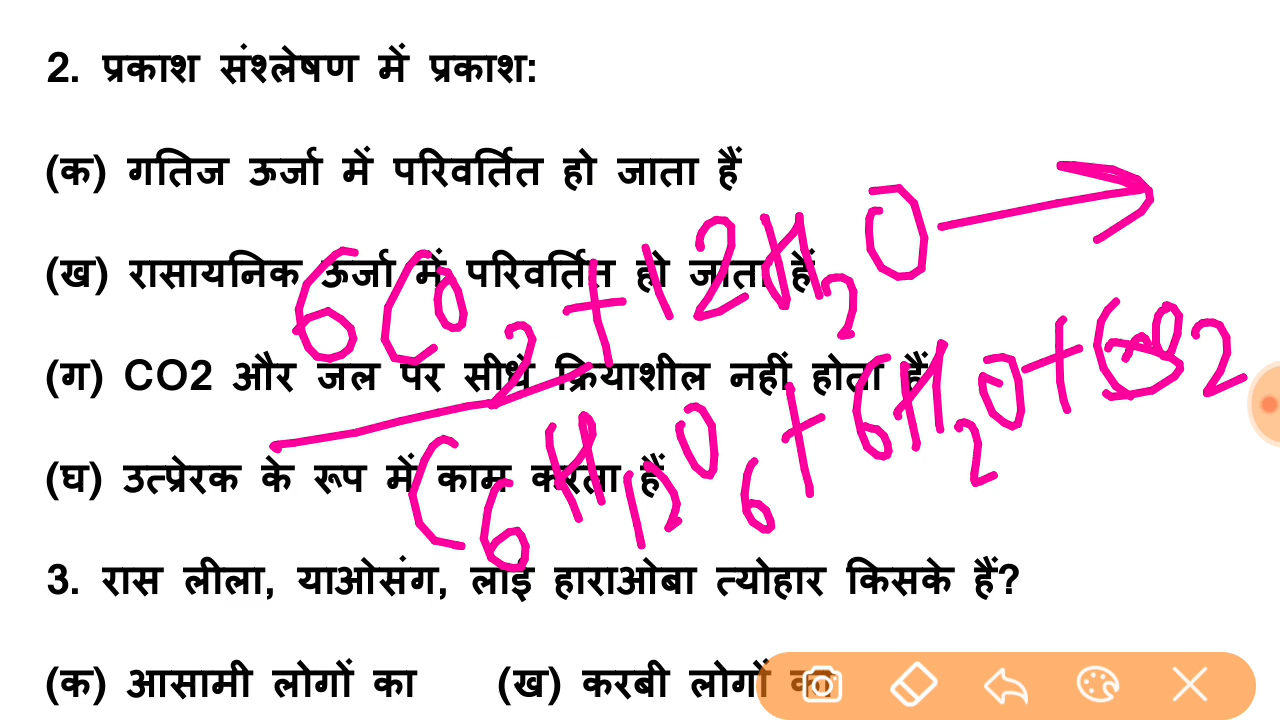 2. प्रकाश संश्लेषण में प्रकाश:
(क) गतिज ऊर्जा में परिवर्तित हो जाता हैं
(ख) रासायनिक ऊर्जा में परिवर्तित हो जाता हैं
6CO2+12H2O→
(ग) CO2 और जल पर सीधे क्रियाशील नहीं होता हैं
C6H12O6+6H2O+6O2
(घ) उत्प्रेरक के रूप में काम करता हैं
3. रास लीला, याओसंग, लाई हाराओबा त्योहार किसके हैं?
(क) आसामी लोगों का (ख) करबी लोगों का